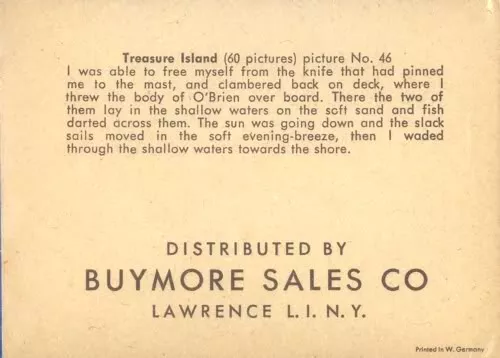 Treasure Island (60 pictures) picture No. 46
I was able to free myself from the knife that had pinned
me to the mast, and clambered back on deck, where I
threw the body of O'Brien over board. There the two of
them lay in the shallow waters on the soft sand and fish
darted across them. The sun was going down and the slack
sails moved in the soft evening-breeze, then I waded
through the shallow waters towards the shore.
DISTRIBUTED BY
BUYMORE SALES CO
LAWRENCE L. I. N. Y.
Printed in W. Germany